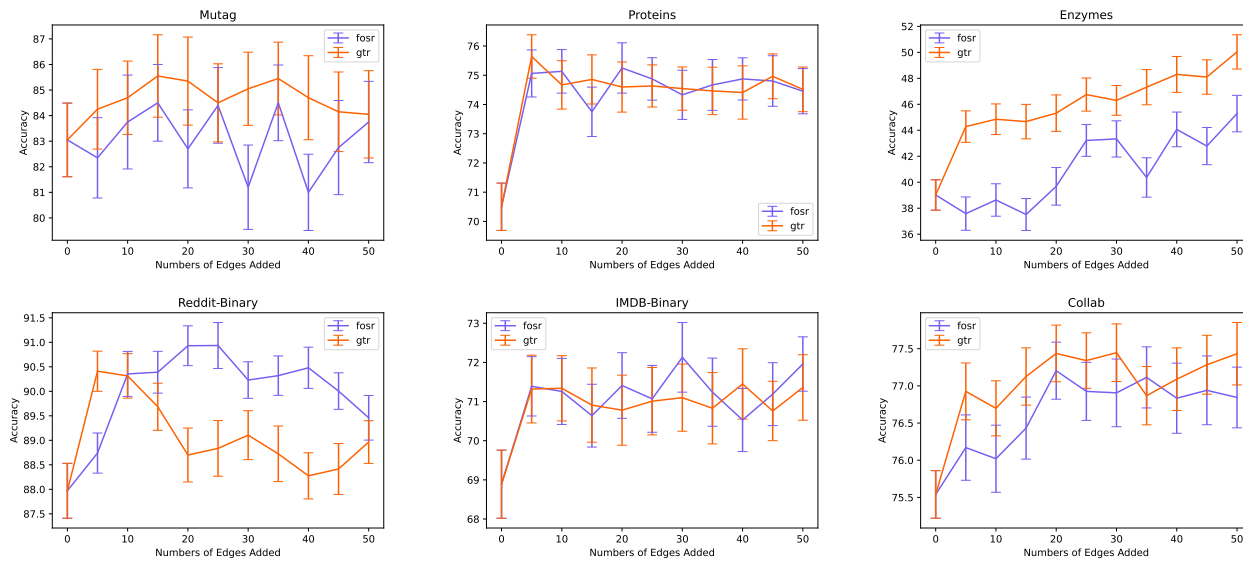 Mutag
Accuracy
87
86
85
84
83
82
81
80
0 10 20 30 40 50
Numbers of Edges Added
fosr
gtr
Proteins
Accuracy
76
75
74
73
72
71
70
0 10 20 30 40 50
Numbers of Edges Added
fosr
gtr
Enzymes
Accuracy
52
50
48
46
44
42
40
38
36
0 10 20 30 40 50
Numbers of Edges Added
fosr
gtr
Reddit-Binary
Accuracy
91.5
91.0
90.5
90.0
89.5
89.0
88.5
88.0
87.5
0 10 20 30 40 50
Numbers of Edges Added
fosr
gtr
IMDB-Binary
Accuracy
73
72
71
70
69
68
0 10 20 30 40 50
Numbers of Edges Added
fosr
gtr
Collab
Accuracy
77.5
77.0
76.5
76.0
75.5
0 10 20 30 40 50
Numbers of Edges Added
fosr
gtr